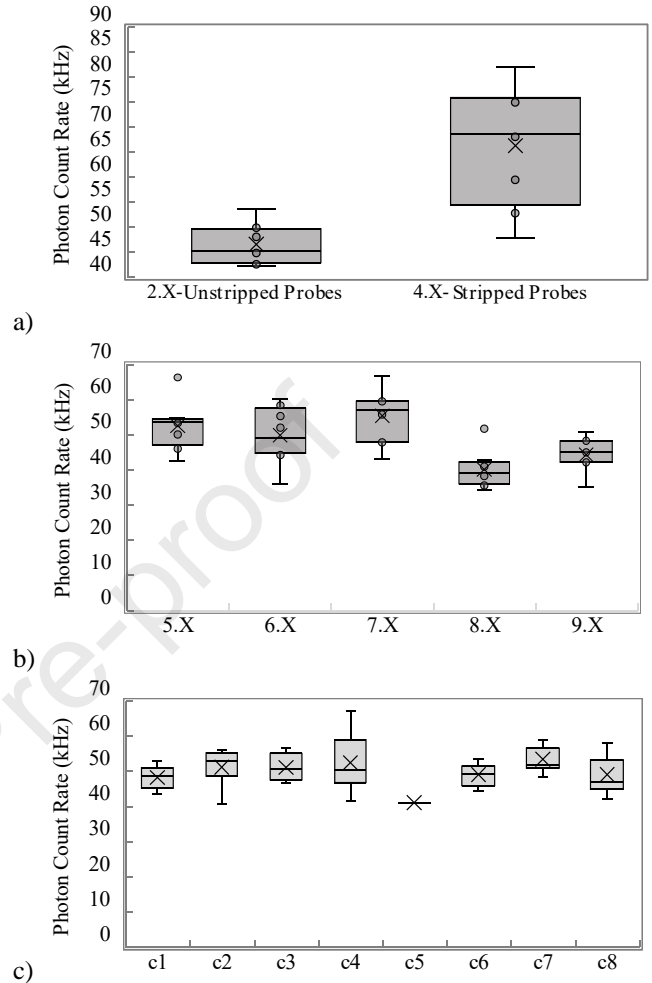 Photon Count Rate (kHz)
90
85
80
75
70
65
60
55
50
45
40
2.X-Unstripped Probes
4.X- Stripped Probes
a)
Photon Count Rate (kHz)
70
60
50
40
30
20
10
0
5.X
6.X
7.X
8.X
9.X
b)
Photon Count Rate (kHz)
70
60
50
40
30
20
10
0
c1
c2
c3
c4
c5
c6
c7
c8
c)
re-proof